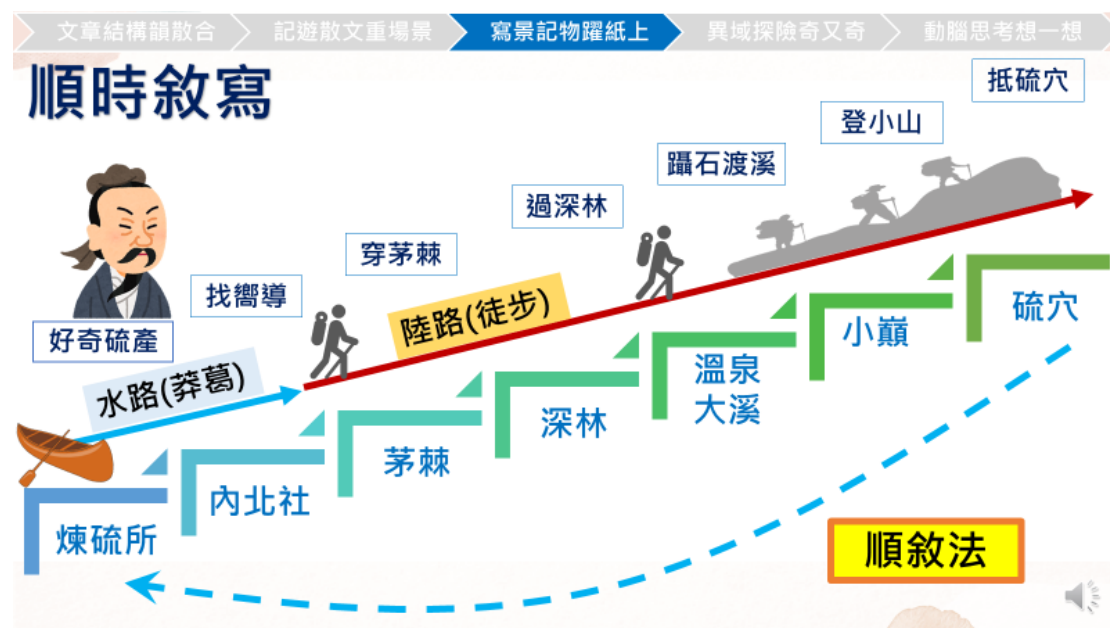 文章結構韻散合
記遊散文重場景
寫景記物躍紙上
異域探險奇又奇
動腦思考想一想
順時敘寫
抵硫穴
登小山
躡石渡溪
過深林
穿茅棘
找嚮導
好奇硫產
水路(莽葛)
陸路(徒步)
煉硫所
內北社
茅棘
深林
溫泉
大溪
小巔
硫穴
順敘法